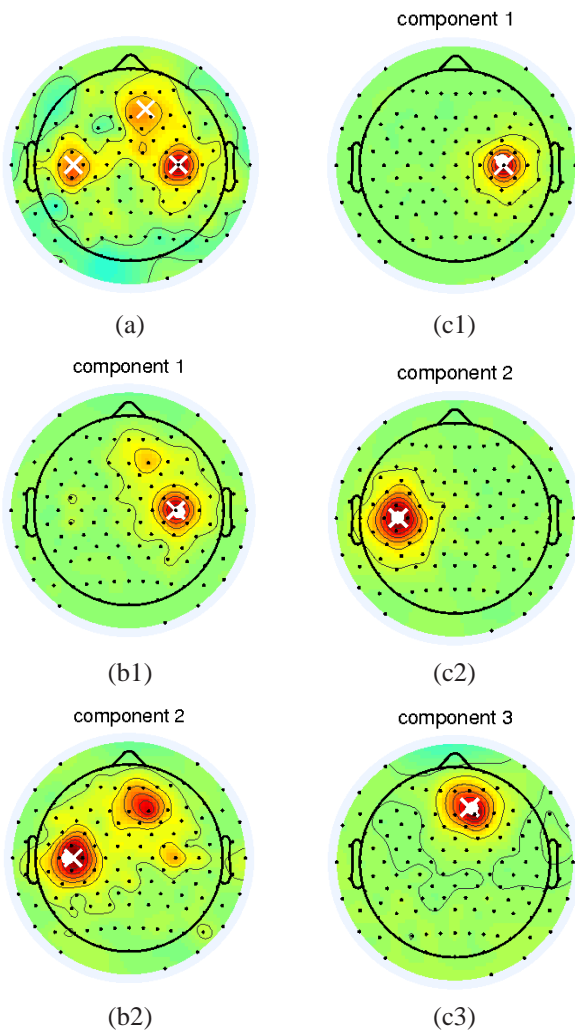 component 1
(a)
(c1)
component 1
component 2
(b1)
(c2)
component 2
component 3
(b2)
(c3)